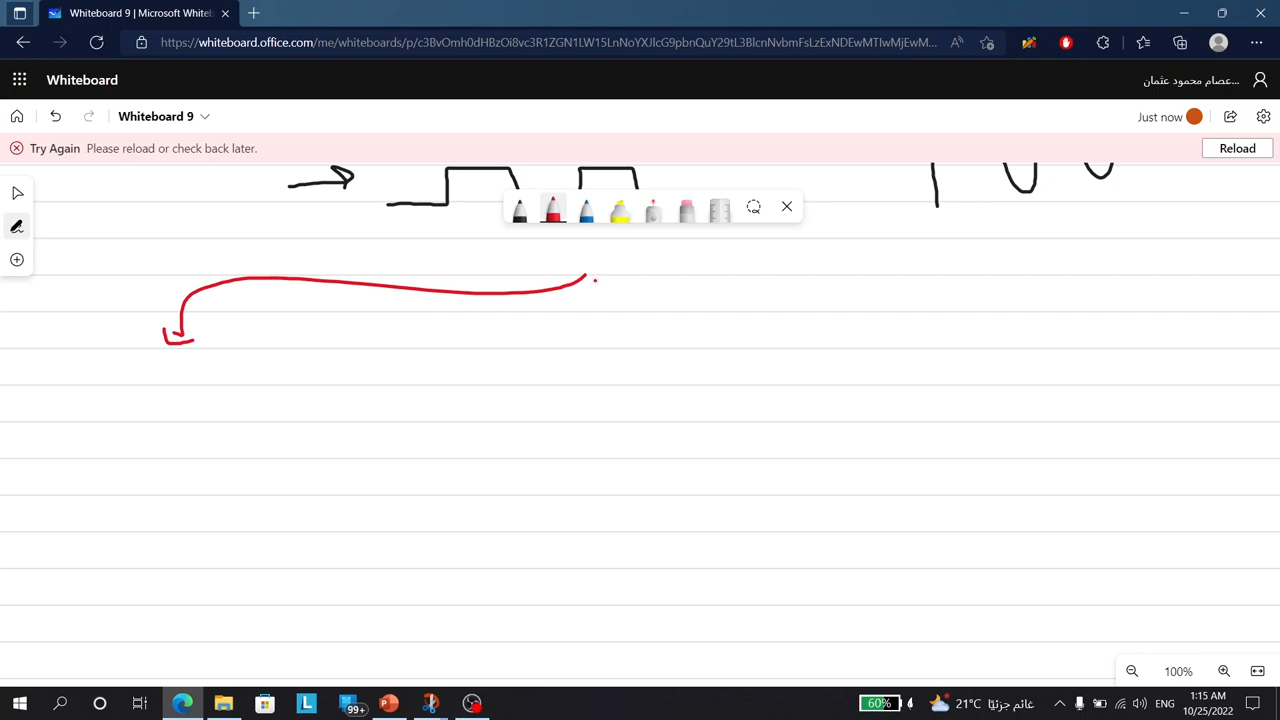 Whiteboard 9 | Microsoft Whiteb
https://whiteboard.office.com/me/whiteboards/p/c3BvOmh0dHBzOi8vc3R1ZGN1LW15LnNoYXJlcG9pbnQuY29tL3BlcnNvbmFsLzExNDEwMTIwMjEwM...
Whiteboard
عصام محمود عثمان...
Whiteboard 9
Just now
Try Again Please reload or check back later.
Reload
100%
99+
60%
21°C غائم جزئيًا
ENG
1:15 AM
10/25/2022